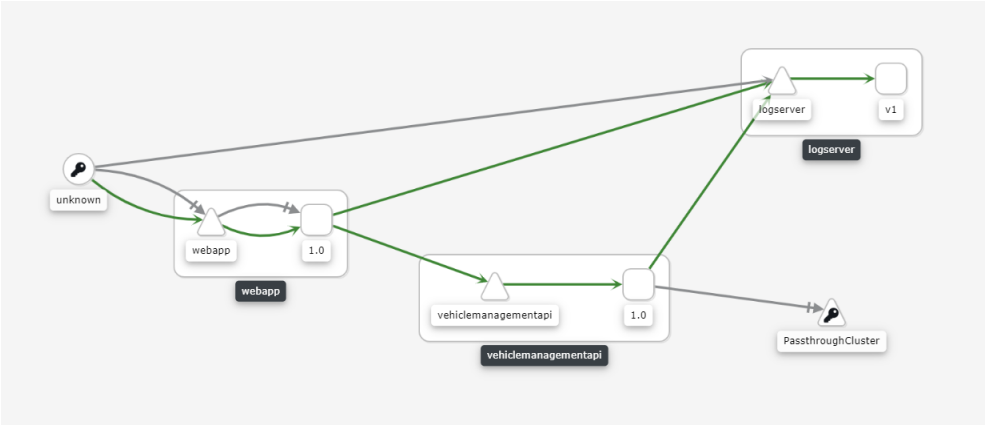 logserver
v1
logserver
unknown
webapp
1.0
webapp
vehiclemanagementapi
1.0
vehiclemanagementapi
PassthroughCluster